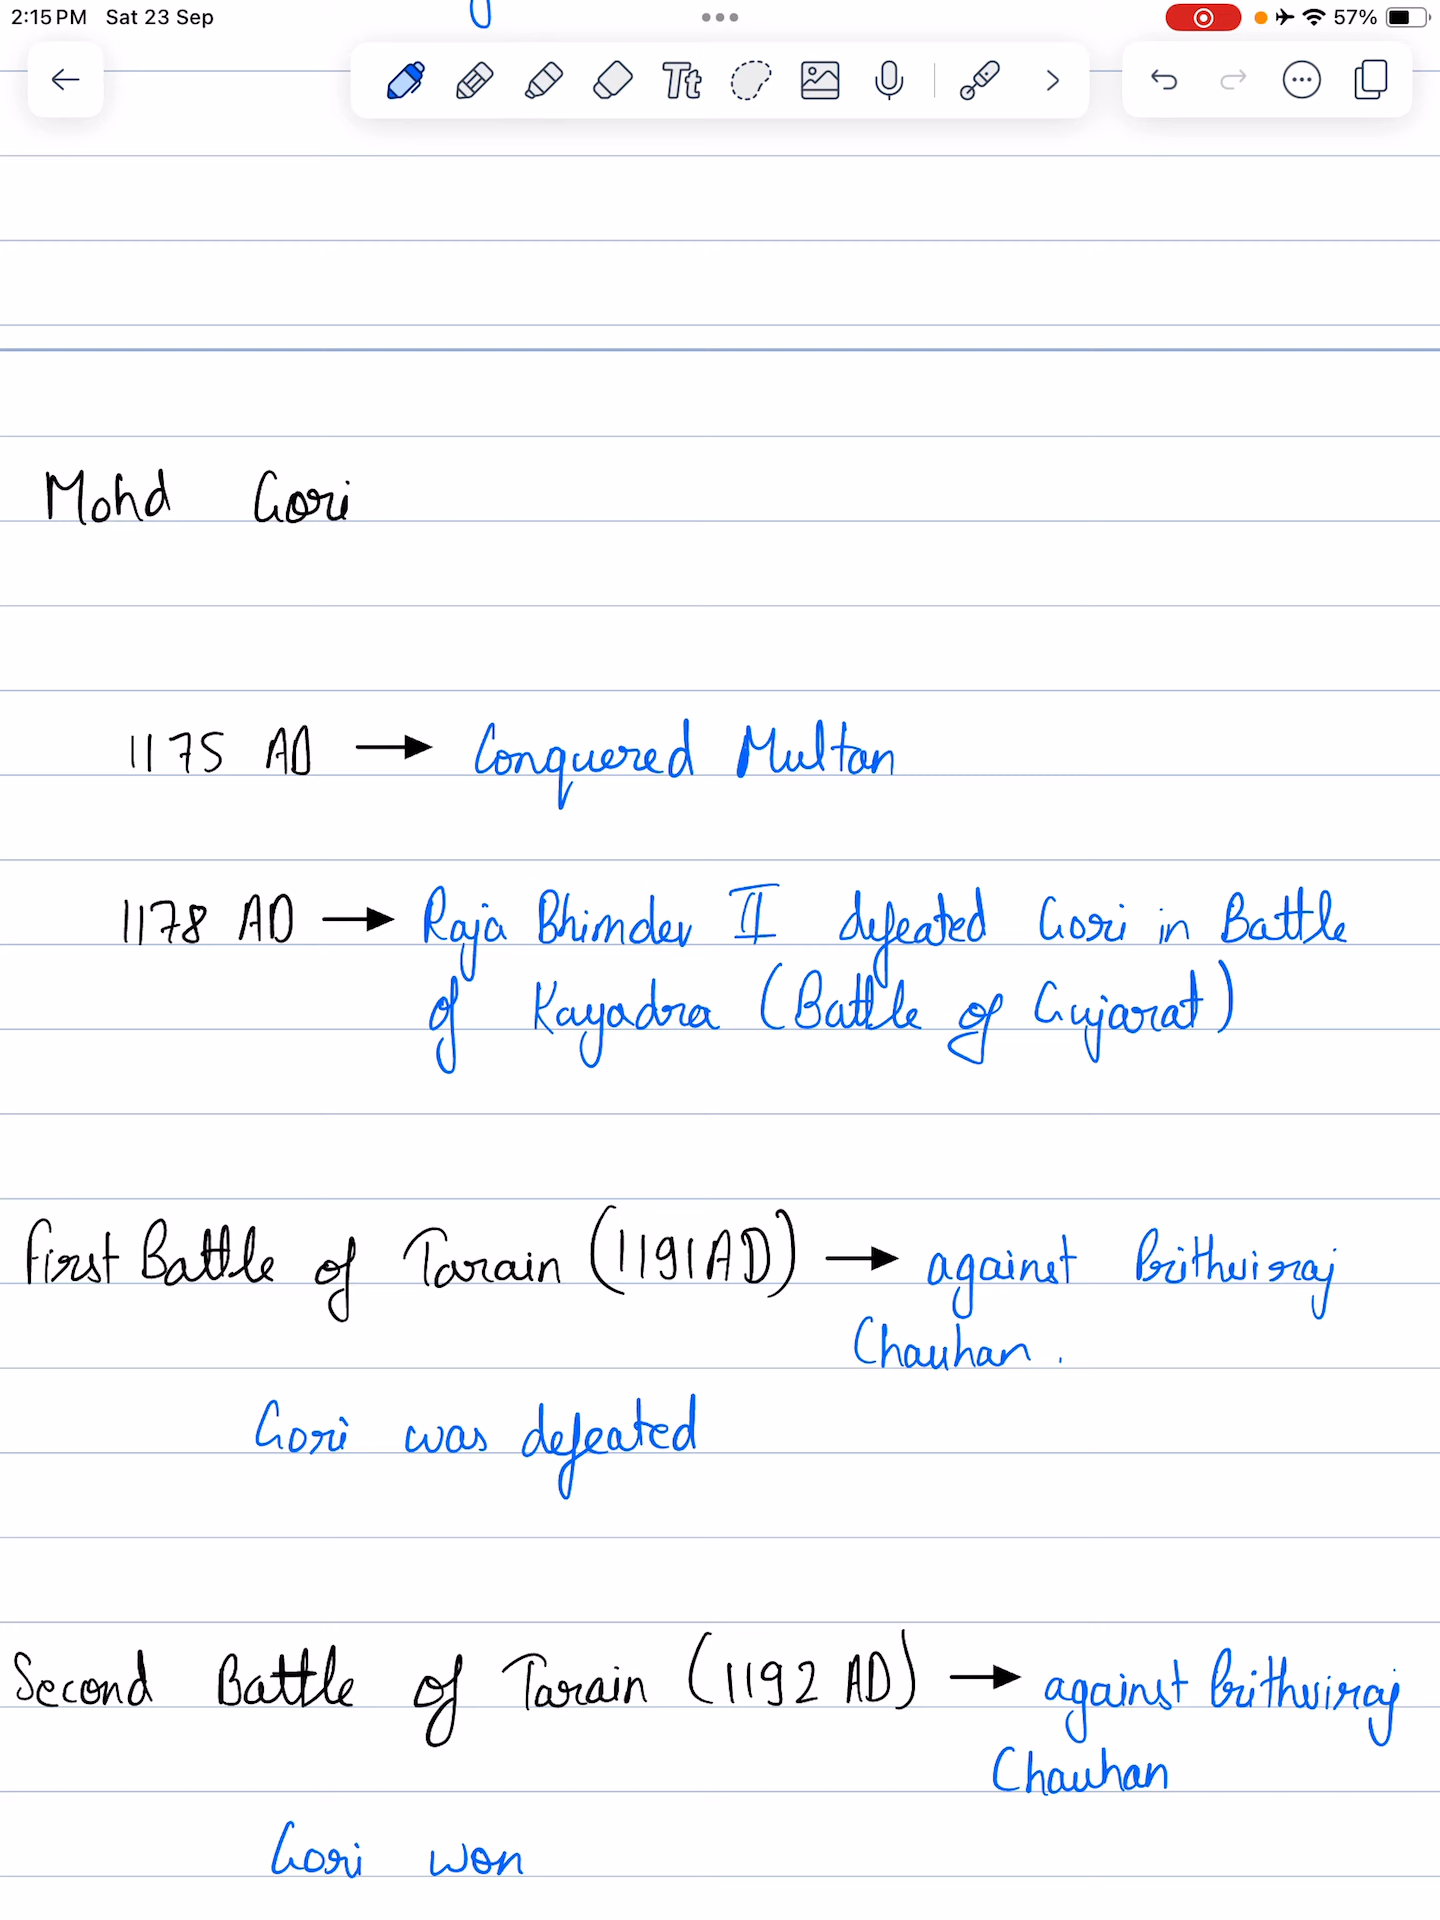 2:15 PM Sat 23 Sep
57%
Tt
Mohd Gori
1175 AD → Conquered Multan
1178 AD → Raja Bhimdev II defeated Gori in Battle
of Kayadra (Battle of Gujarat)
First Battle of Tarain (1191AD) → against Prithviraj
Chauhan.
Gori was defeated
Second Battle of Tarain (1192 AD) → against Prithviraj
Chauhan
Gori won